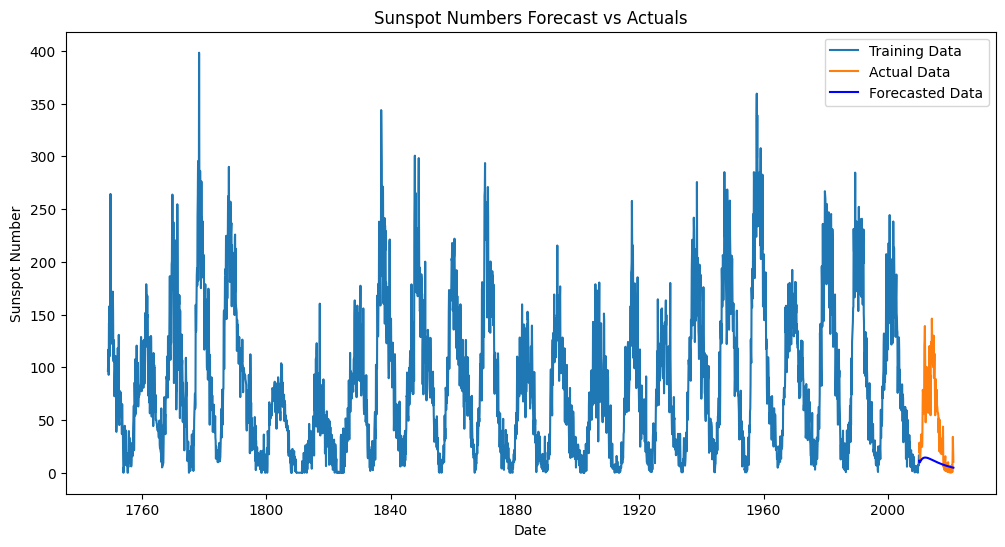 Sunspot Numbers Forecast vs Actuals
Training Data
Actual Data
Forecasted Data
Sunspot Number
400
350
300
250
200
150
100
50
0
1760 1800 1840 1880 1920 1960 2000
Date